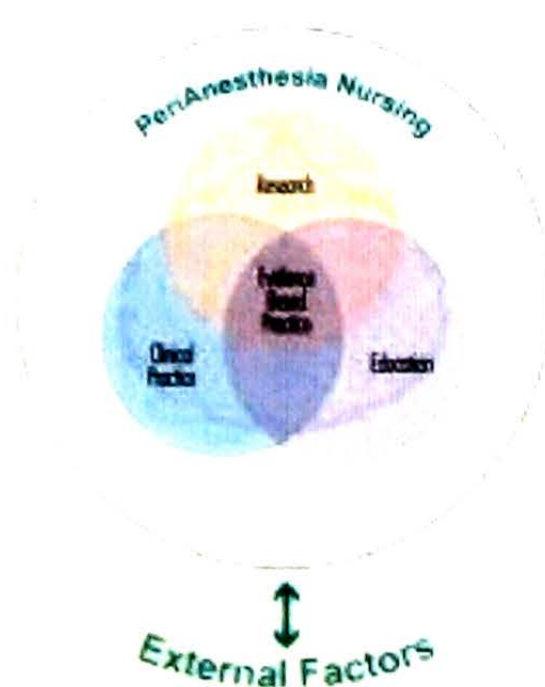 PeriAnesthesia Nursing
Research
Evidence
Based
Practice
Clinical
Practice
Education
External Factors